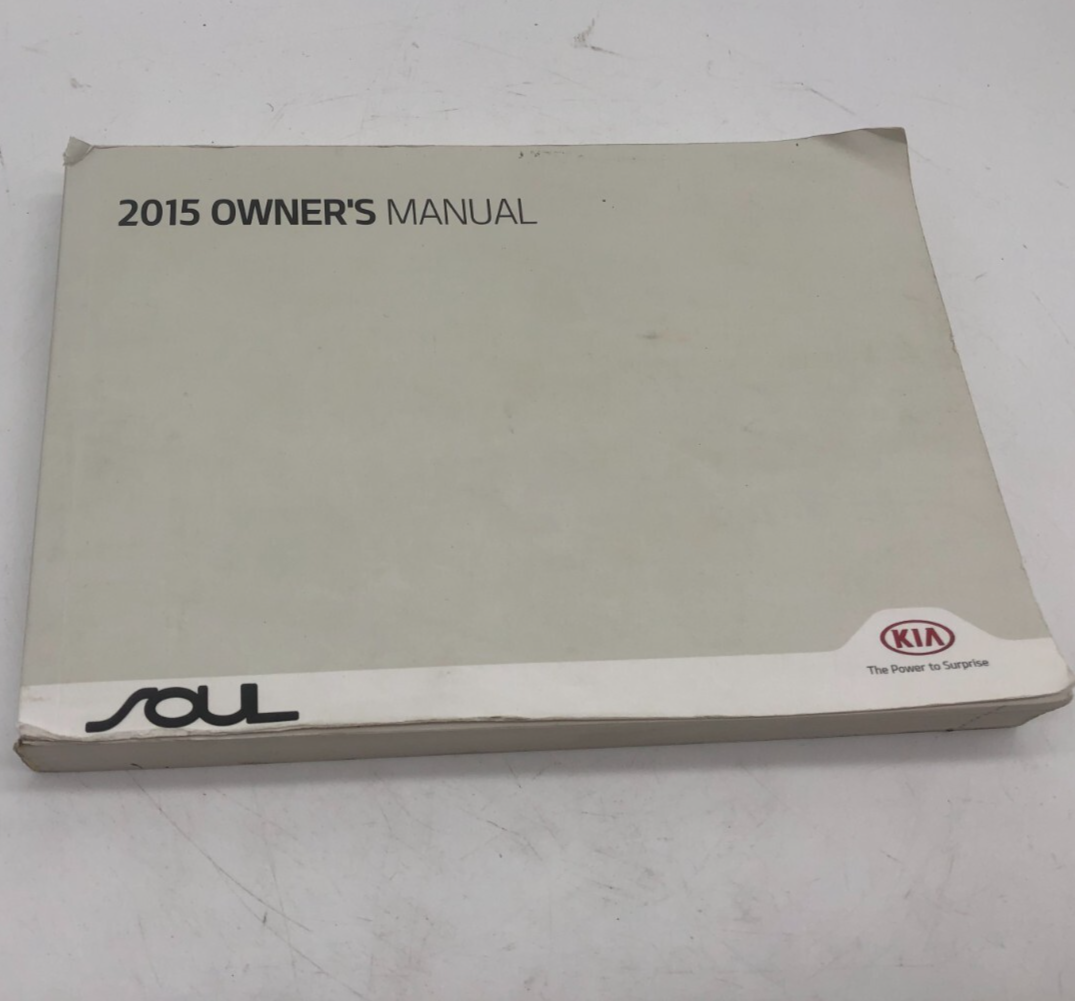 2015 OWNER'S MANUAL
KIA
The Power to Surprise
SOUL